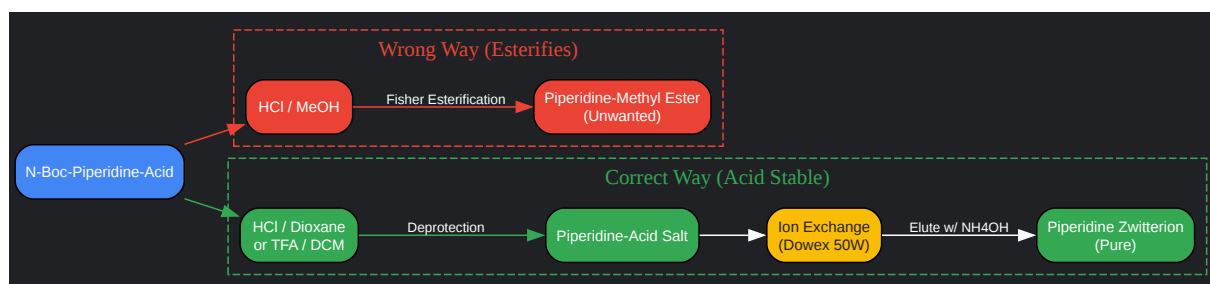 Wrong Way (Esterifies)
HCl / MeOH
Fisher Esterification
Piperidine-Methyl Ester
(Unwanted)
N-Boc-Piperidine-Acid
Correct Way (Acid Stable)
HCl / Dioxane
or TFA / DCM
Deprotection
Piperidine-Acid Salt
Ion Exchange
(Dowex 50W)
Elute w/ NH4OH
Piperidine Zwitterion
(Pure)